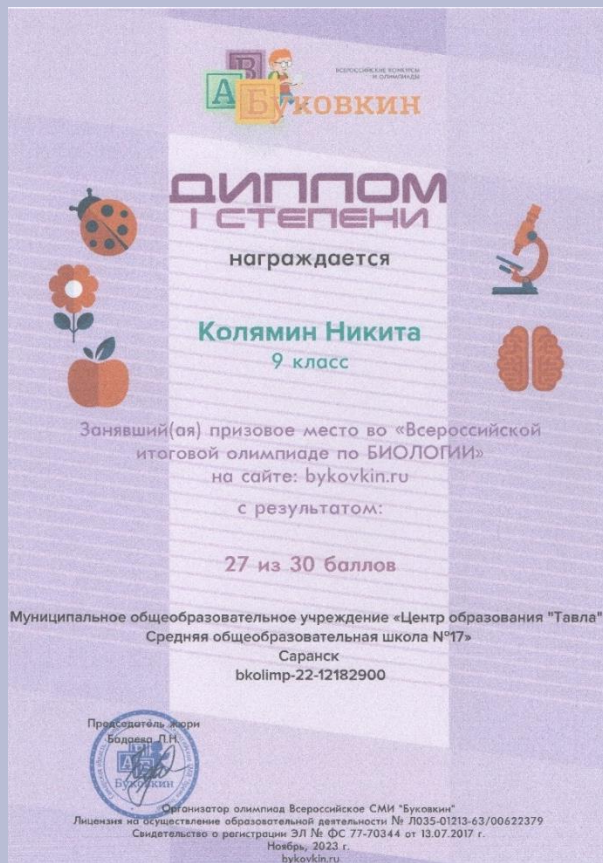 ВСЕРОССИЙСКИЕ КОНКУРСЫ
И ОЛИМПИАДЫ
В
А Буковкин
ДИПЛОМ
I СТЕПЕНИ
награждается
Колямин Никита
9 класс
Занявший(ая) призовое место во «Всероссийской
итоговой олимпиаде по БИОЛОГИИ»
на сайте: bykovkin.ru
с результатом:
27 из 30 баллов
Муниципальное общеобразовательное учреждение «Центр образования "Тавла"
Средняя общеобразовательная школа №17»
Саранск
bkolimp-22-12182900
Председатель жюри
Бадаева Л.Н.
Буковкин
Организатор олимпиад Всероссийское СМИ "Буковкин"
Лицензия на осуществление образовательной деятельности № Л035-01213-63/00622379
Свидетельство о регистрации ЭЛ № ФС 77-70344 от 13.07.2017 г.
Ноябрь, 2023 г.
bykovkin.ru